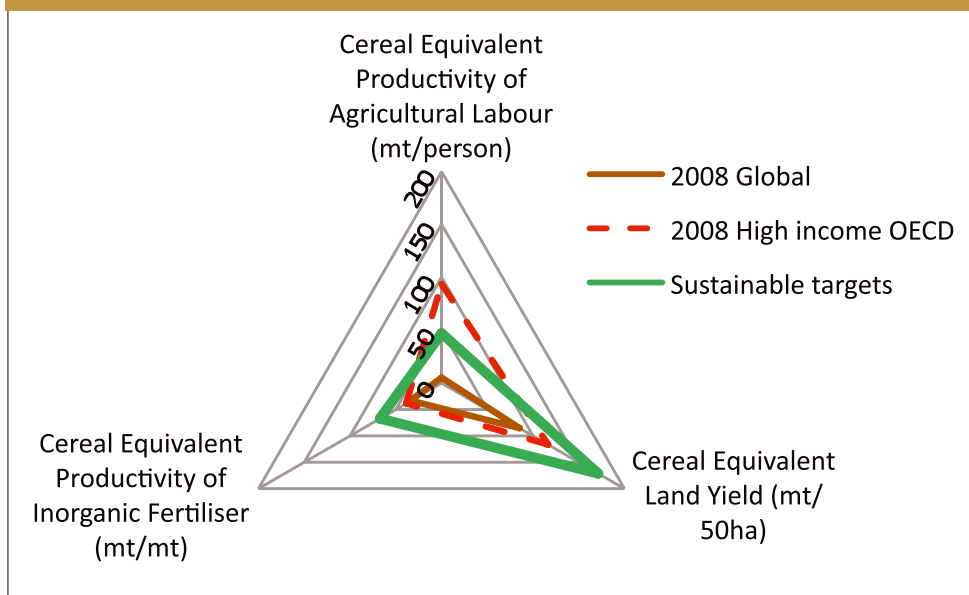 Cereal Equivalent
Productivity of
Agricultural Labour
(mt/person)
200
150
100
50
0
2008 Global
2008 High income OECD
Sustainable targets
Cereal Equivalent
Productivity of
Inorganic Fertiliser
(mt/mt)
Cereal Equivalent
Land Yield (mt/
50ha)